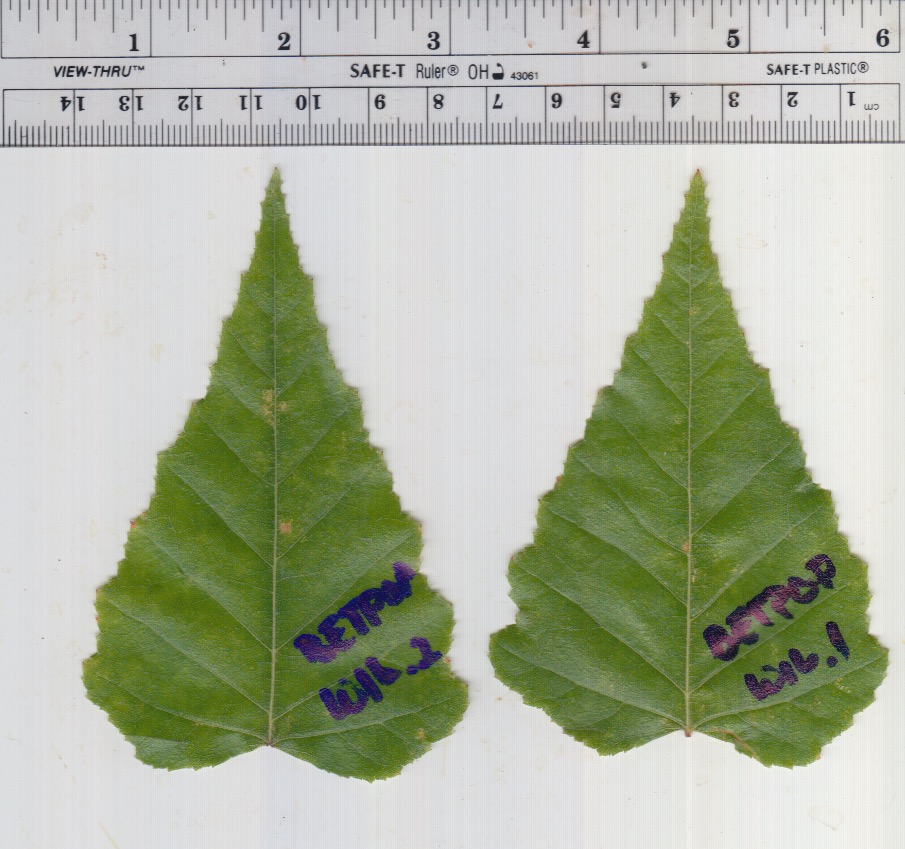 1 2 3 4 5 6
VIEW-THRU™ SAFE-T Ruler® OH 43061 SAFE-T PLASTIC®
14 13 12 11 10 9 8 7 6 5 4 3 2 1 cm
BETPOP
BETPOP